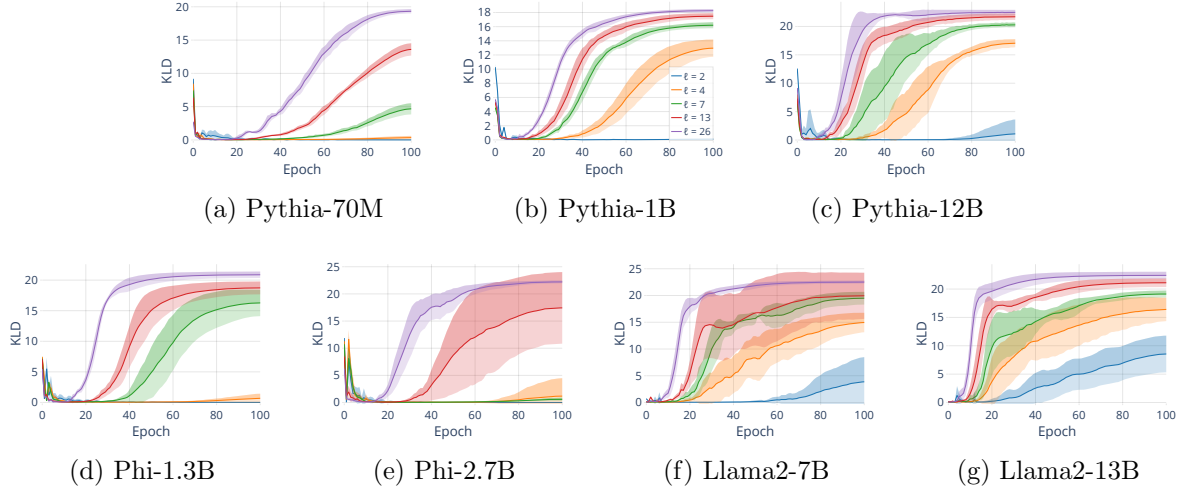 20
15
10
5
0
KLD
0 20 40 60 80 100
Epoch
(a) Pythia-70M
18
16
14
12
10
8
6
4
2
0
KLD
ℓ = 2
ℓ = 4
ℓ = 7
ℓ = 13
ℓ = 26
0 20 40 60 80 100
Epoch
(b) Pythia-1B
20
15
10
5
0
KLD
0 20 40 60 80 100
Epoch
(c) Pythia-12B
20
15
10
5
0
KLD
0 20 40 60 80 100
Epoch
(d) Phi-1.3B
25
20
15
10
5
0
KLD
0 20 40 60 80 100
Epoch
(e) Phi-2.7B
25
20
15
10
5
0
KLD
0 20 40 60 80 100
Epoch
(f) Llama2-7B
20
15
10
5
0
KLD
0 20 40 60 80 100
Epoch
(g) Llama2-13B